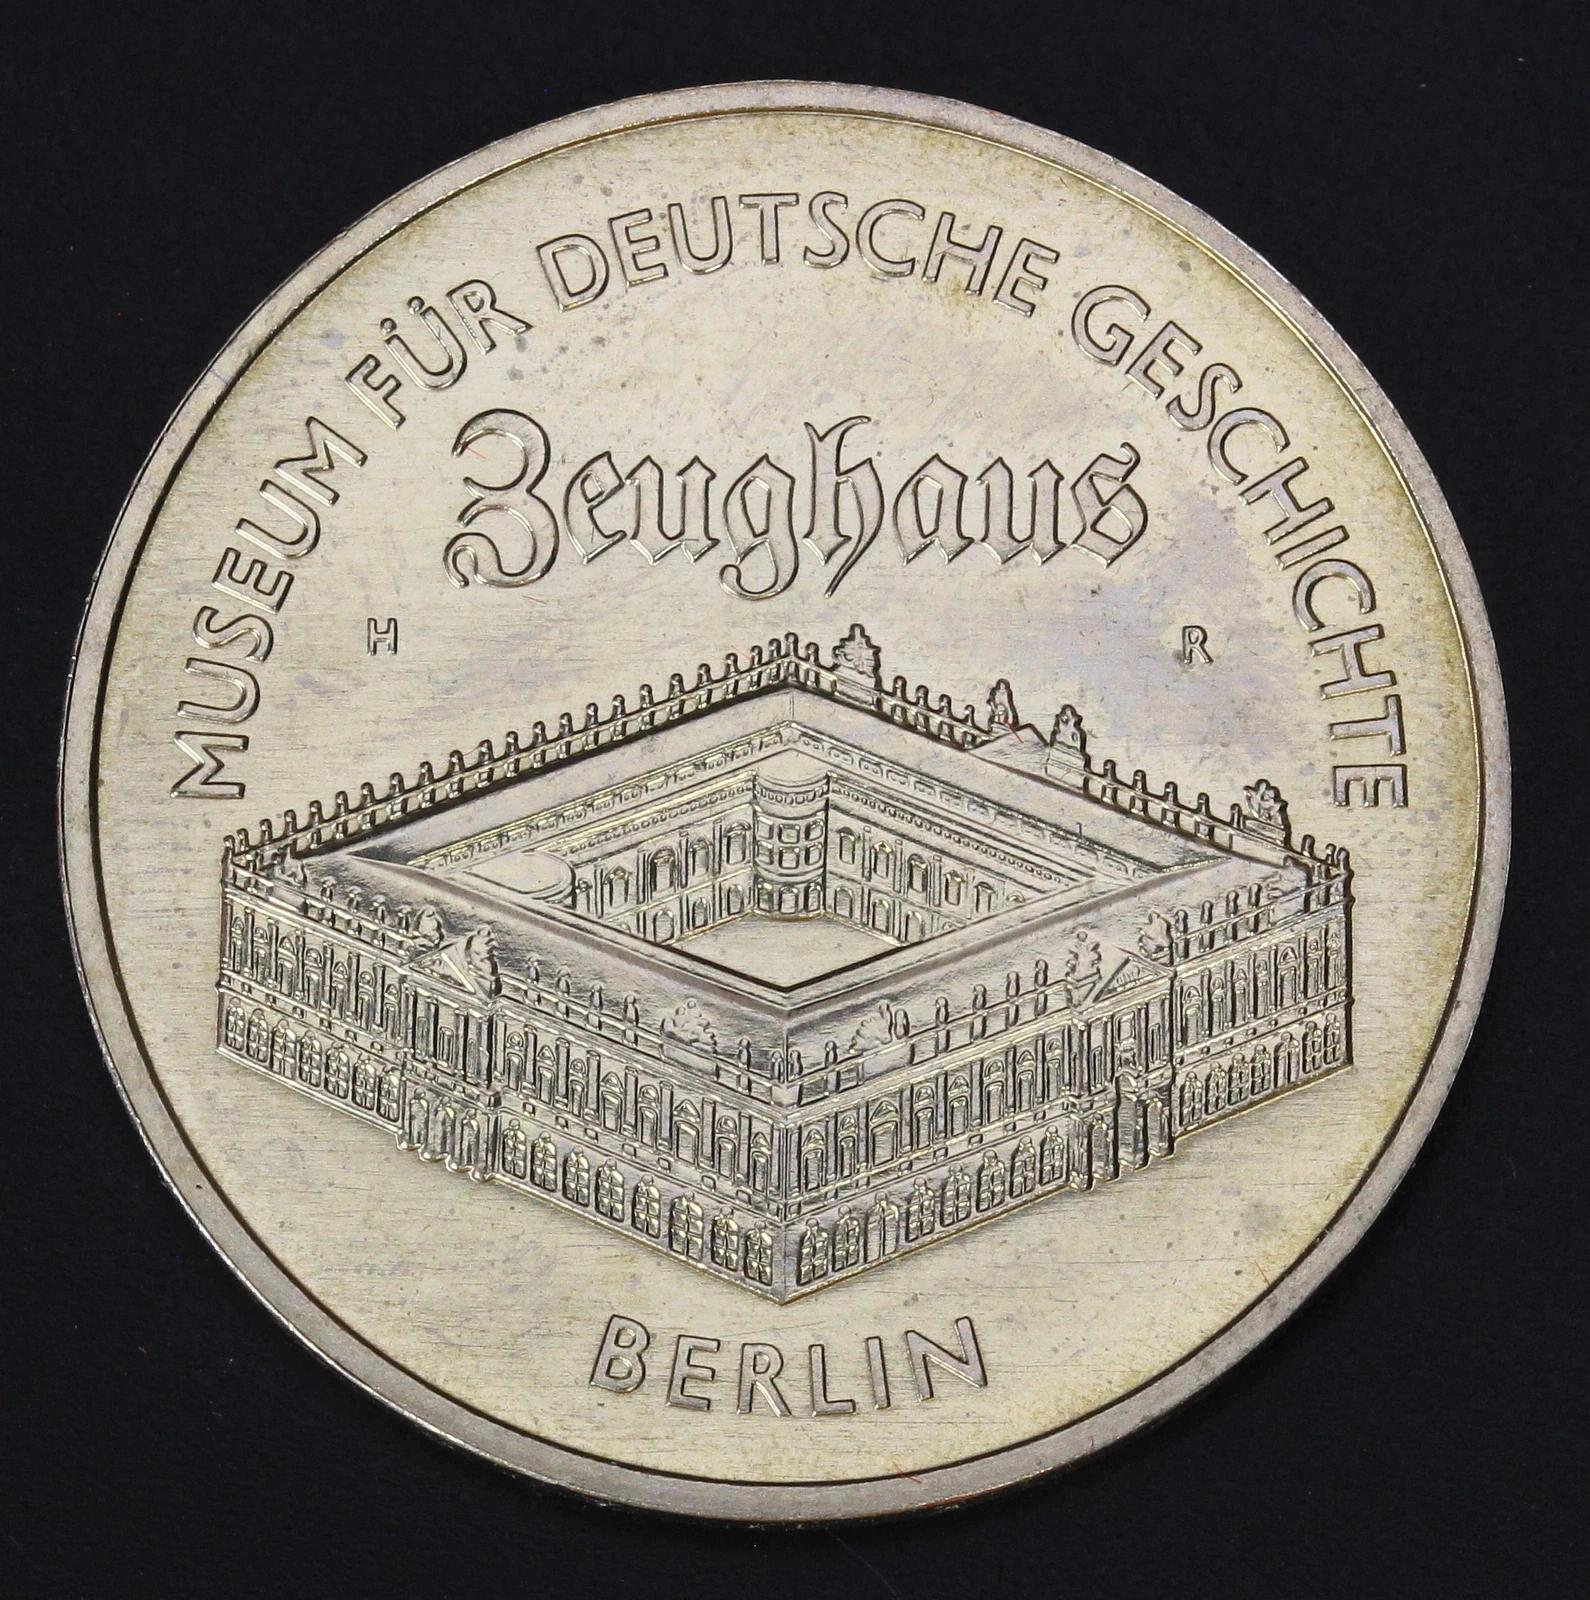 MUSEUM FÜR DEUTSCHE GESCHICHTE
Zeughaus
H R
BERLIN